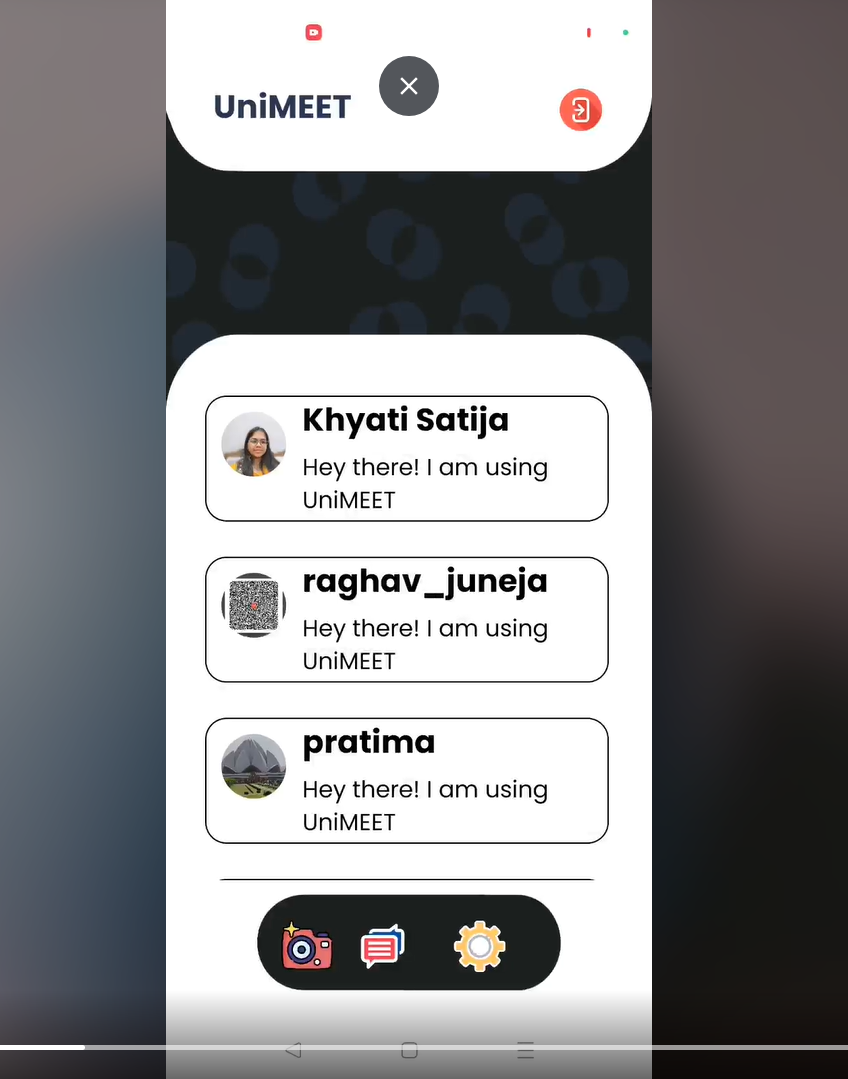 UniMEET
Khyati Satija
Hey there! I am using
UniMEET
raghav_juneja
Hey there! I am using
UniMEET
pratima
Hey there! I am using
UniMEET